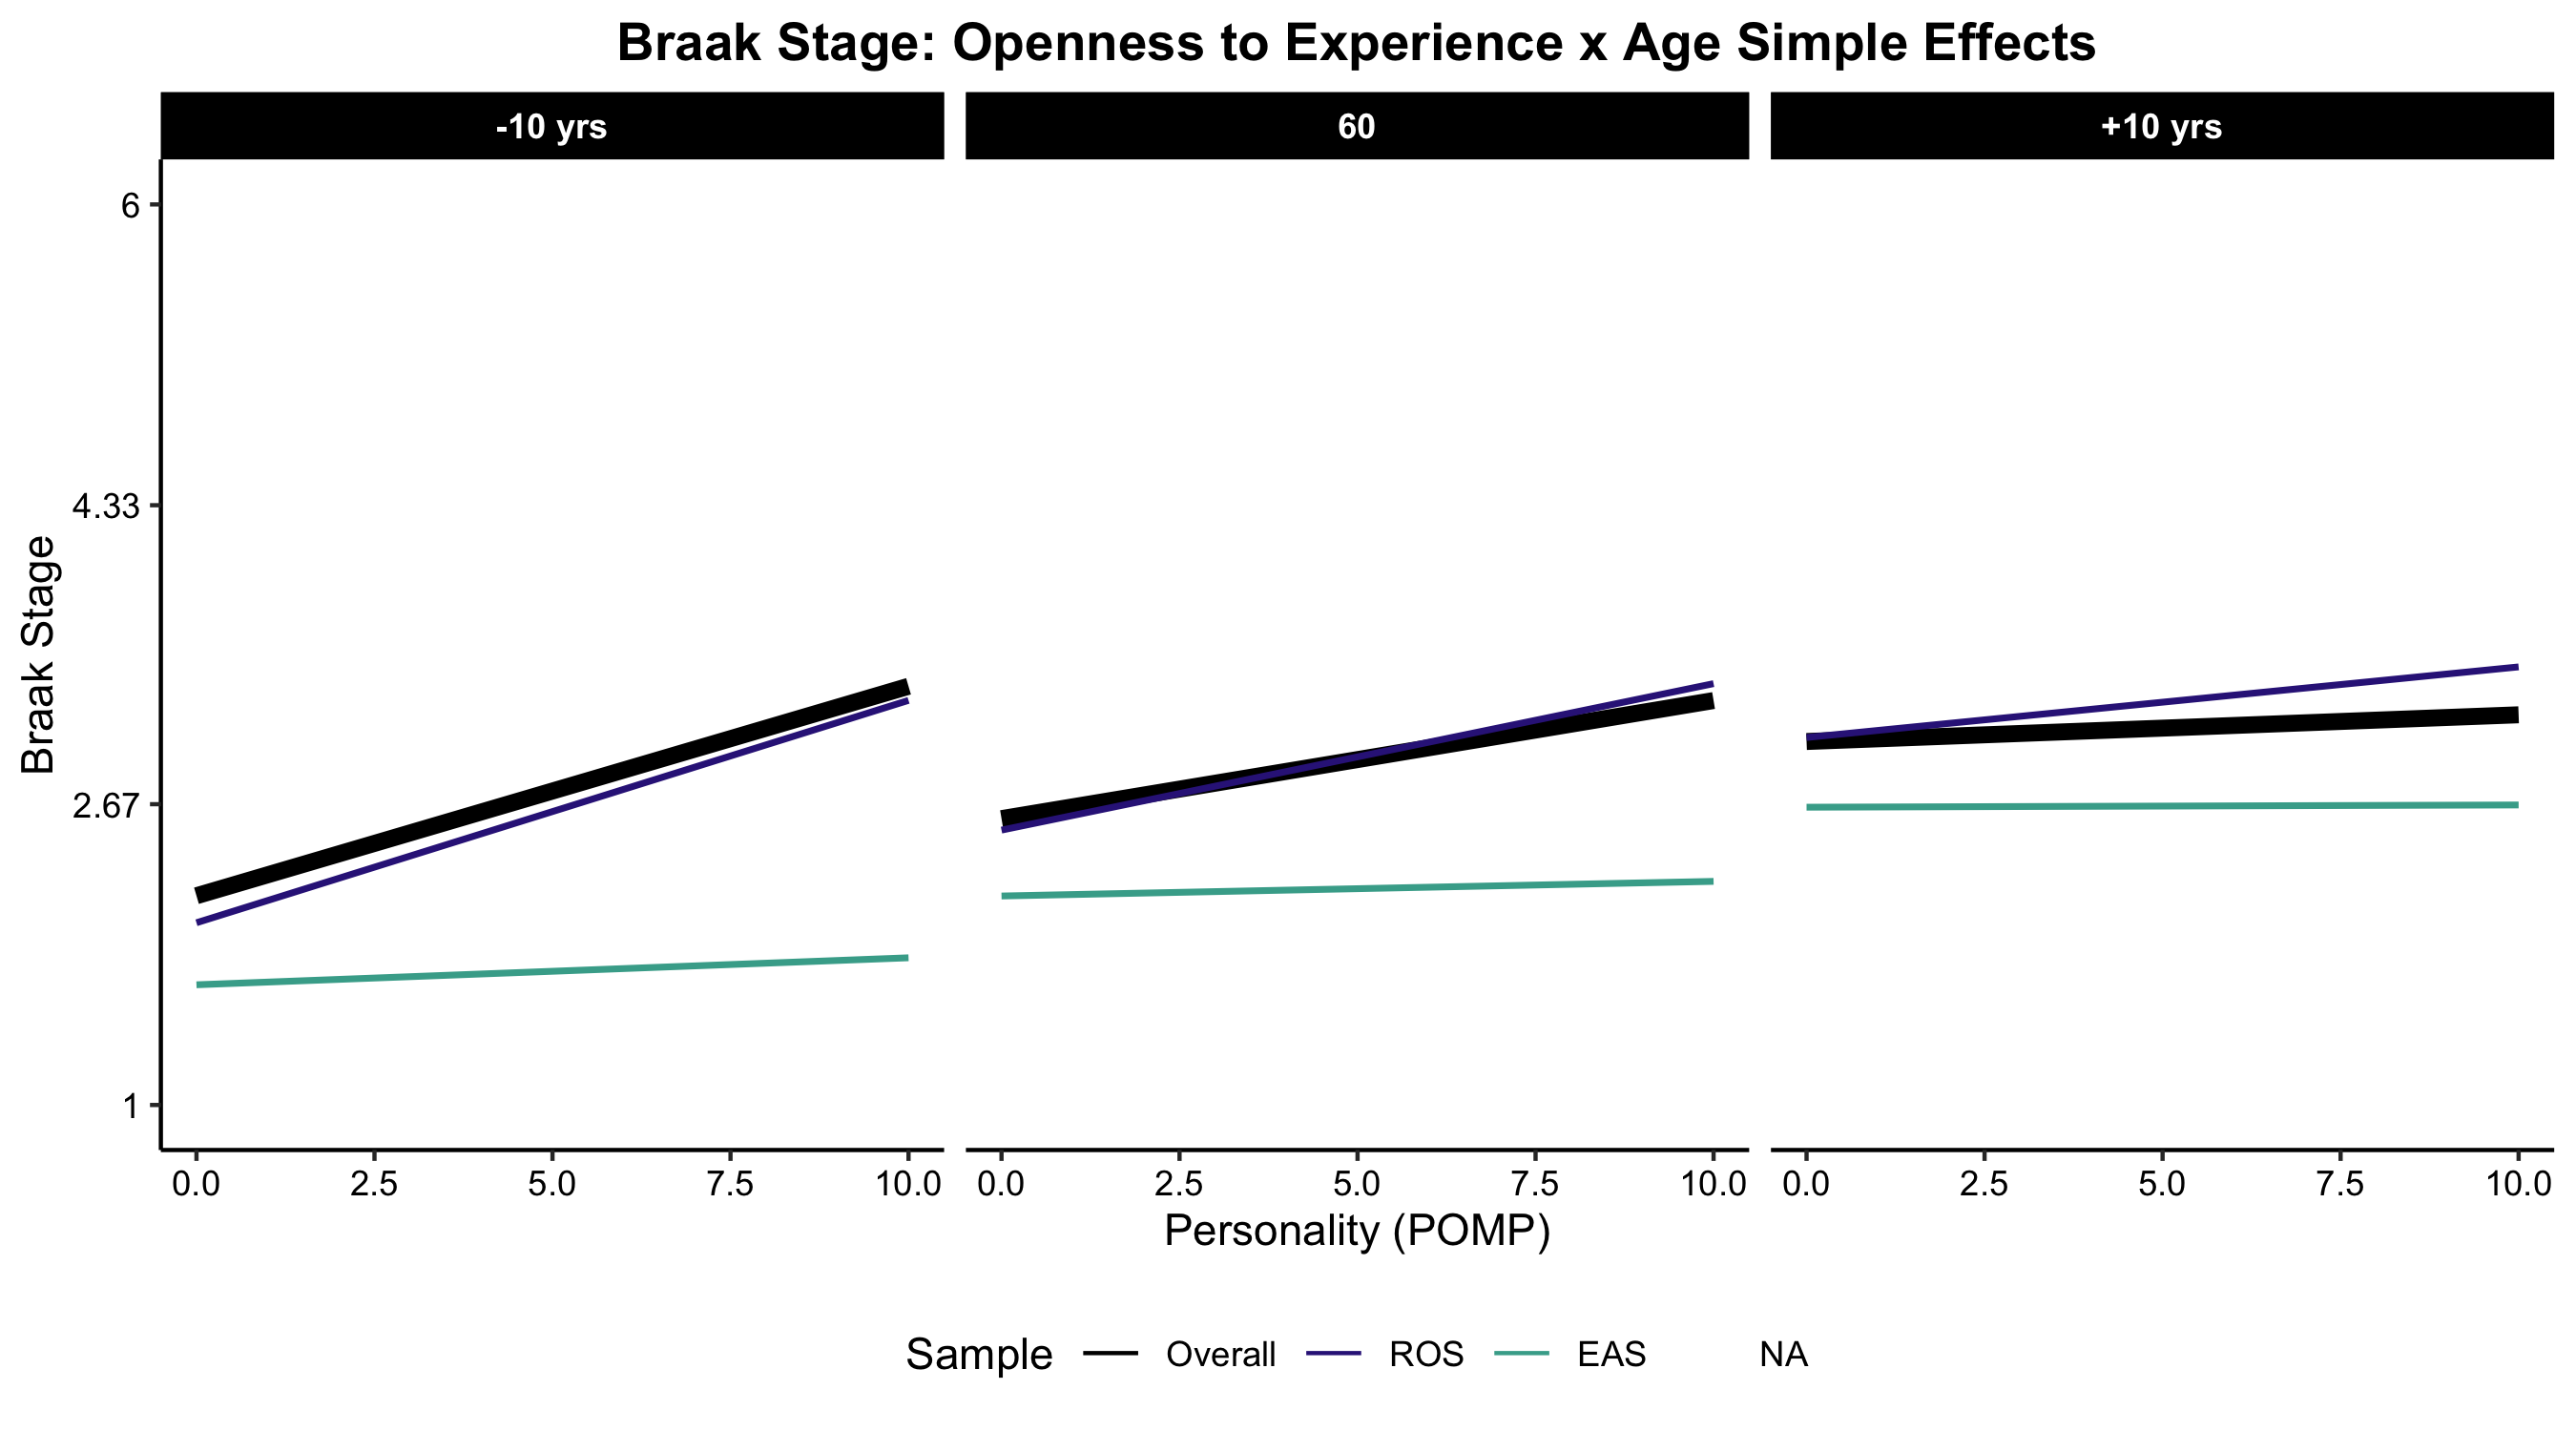 Braak Stage: Openness to Experience x Age Simple Effects
-10 yrs
60
+10 yrs
Braak Stage
6
4.33
2.67
1
0.0 2.5 5.0 7.5 10.0
0.0 2.5 5.0 7.5 10.0
0.0 2.5 5.0 7.5 10.0
Personality (POMP)
Sample Overall ROS EAS NA